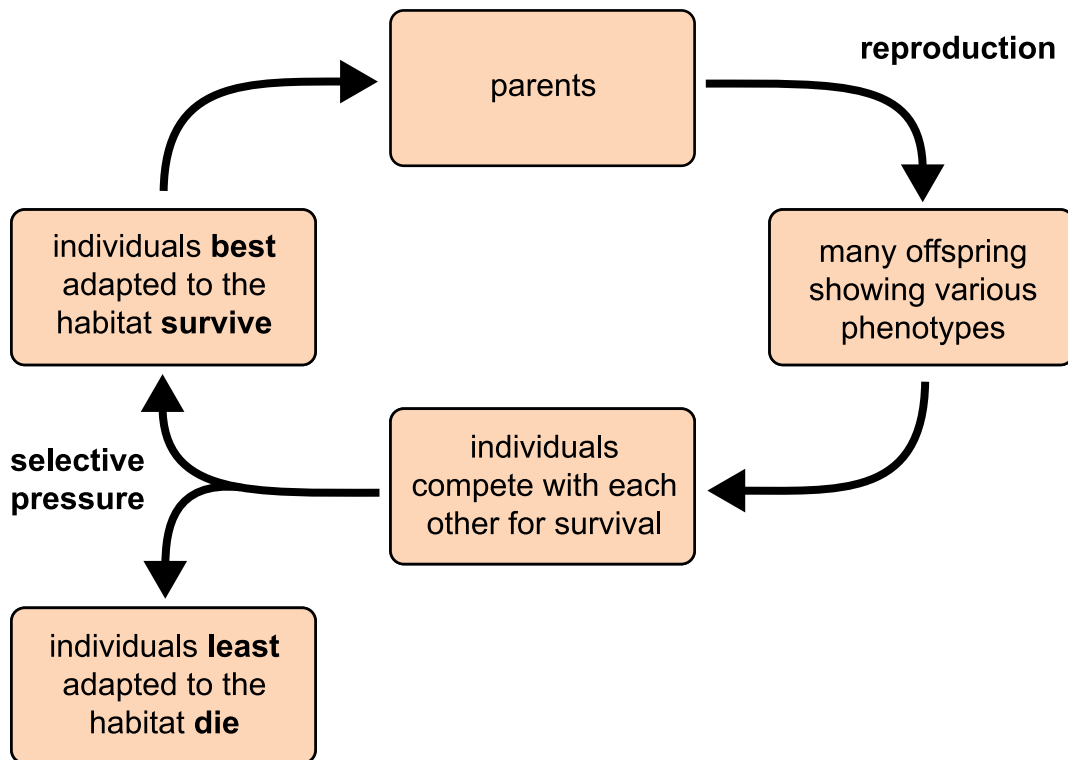 parents
reproduction
many offspring
showing various
phenotypes
individuals
compete with each
other for survival
selective
pressure
individuals best
adapted to the
habitat survive
individuals least
adapted to the
habitat die